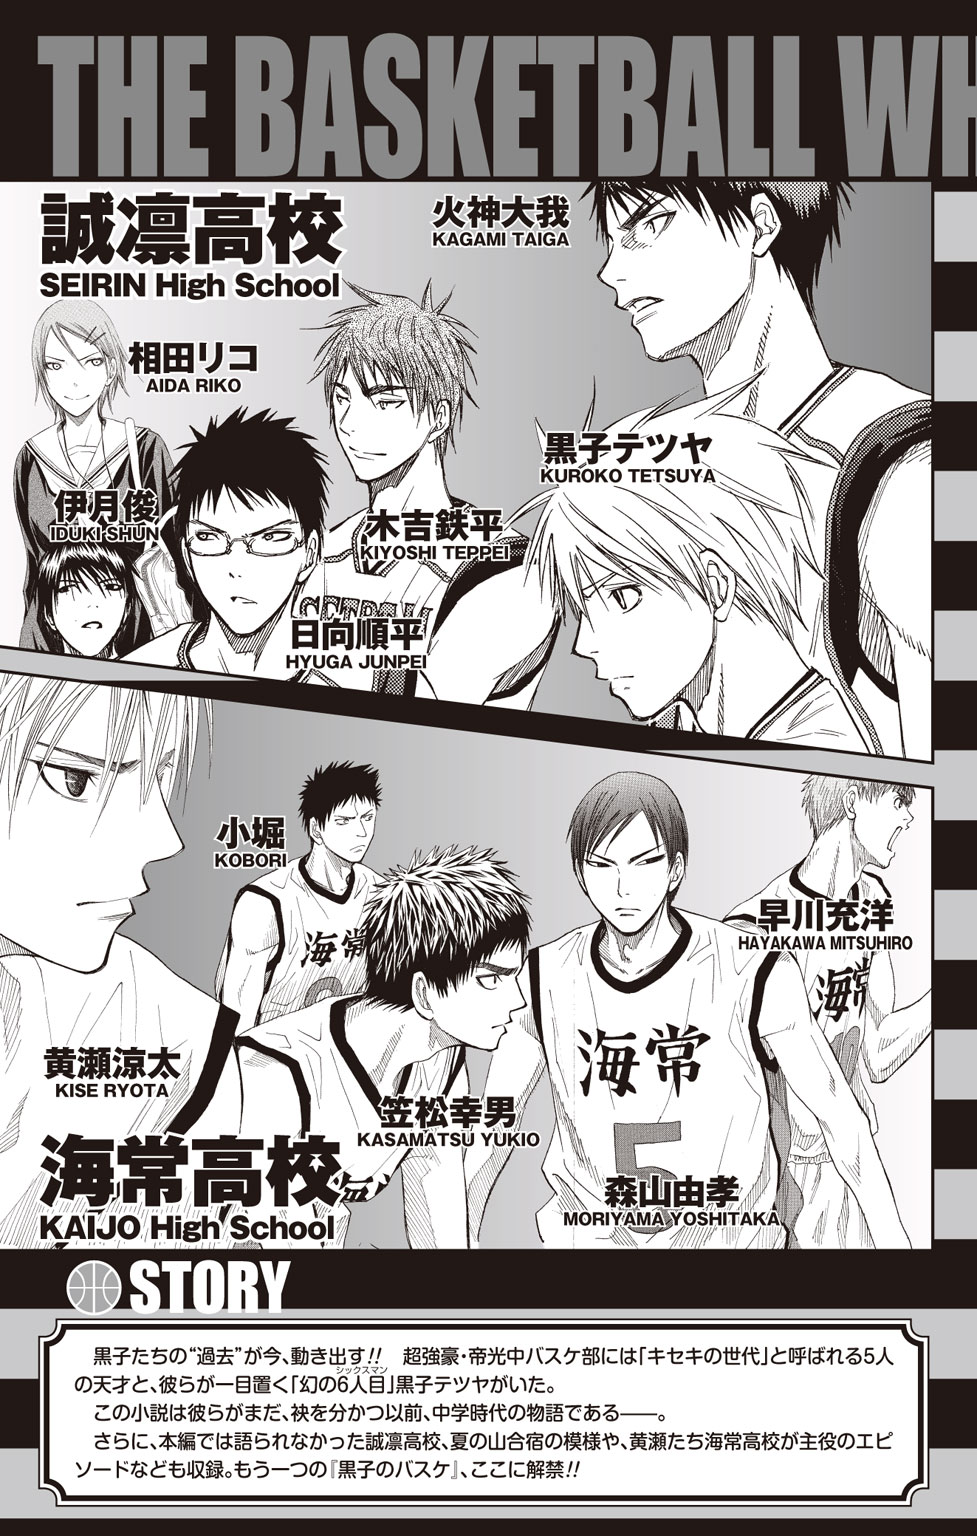 THE BASKETBALL WH
誠凛高校
SEIRIN High School
火神大我
KAGAMI TAIGA
相田リコ
AIDA RIKO
黒子テツヤ
KUROKO TETSUYA
伊月俊
IDUKI SHUN
木吉鉄平
KIYOSHI TEPPEI
日向順平
HYUGA JUNPEI
小堀
KOBORI
海常
早川充洋
HAYAKAWA MITSUHIRO
海常
海常
5
黄瀬涼太
KISE RYOTA
笠松幸男
KASAMATSU YUKIO
海常高校
KAIJO High School
森山由孝
MORIYAMA YOSHITAKA
STORY
黒子たちの“過去”が今、動き出す!! 超強豪・帝光中バスケ部には「キセキの世代」と呼ばれる5人
シックスマン
の天才と、彼らが一目置く「幻の6人目」黒子テツヤがいた。
この小説は彼らがまだ、袂を分かつ以前、中学時代の物語である――。
さらに、本編では語られなかった誠凛高校、夏の山合宿の模様や、黄瀬たち海常高校が主役のエピ
ソードなども収録。もう一つの『黒子のバスケ』、ここに解禁!!